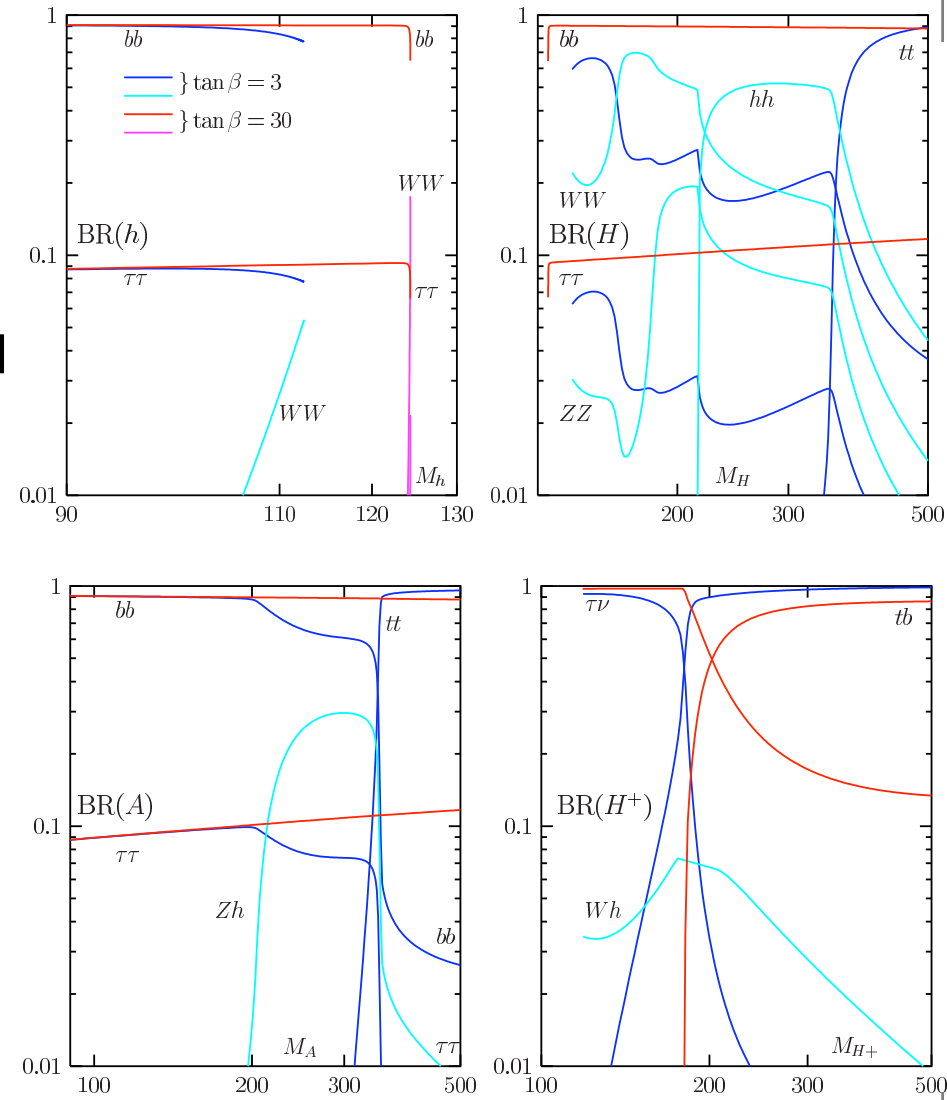 1
bb
bb
} tan β = 3
} tan β = 30
WW
BR(h)
0.1
ττ
ττ
WW
M_h
0.01
90
110
120
130
1
bb
tt
hh
WW
BR(H)
0.1
ττ
ZZ
M_H
0.01
200
300
500
1
bb
tt
BR(A)
0.1
ττ
Zh
bb
M_A
ττ
0.01
100
200
300
500
1
τν
tb
BR(H⁺)
0.1
Wh
M_H+
0.01
100
200
300
500